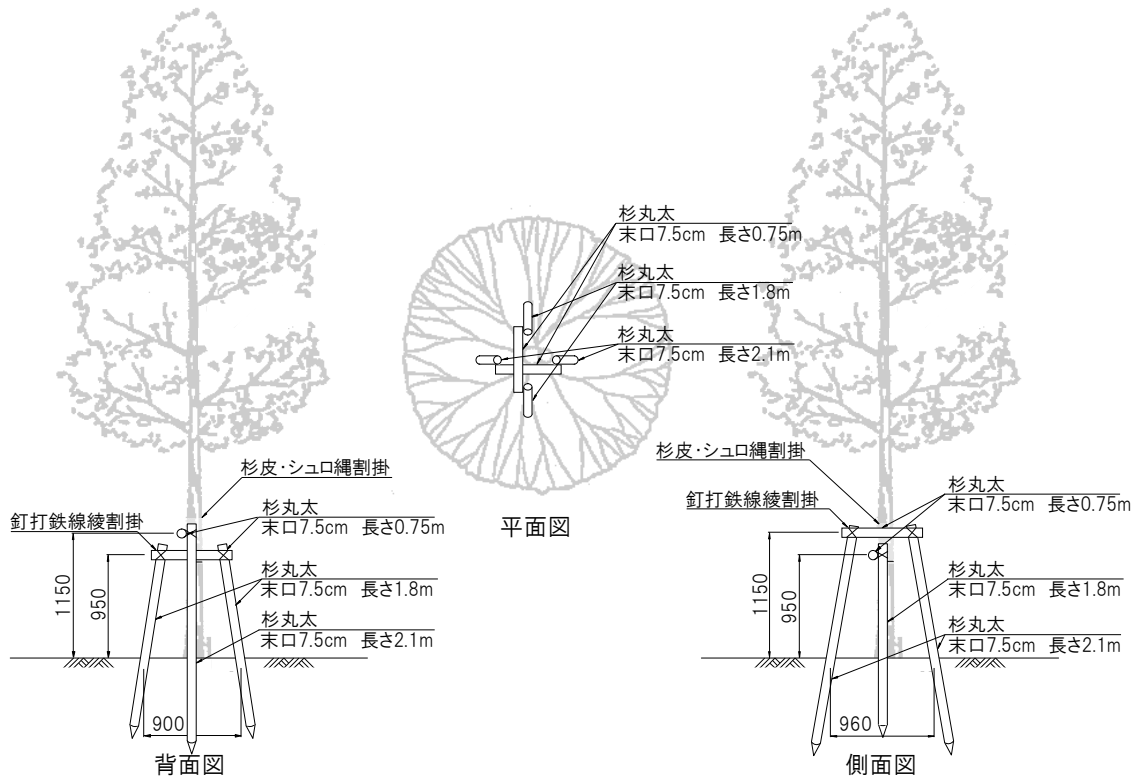 杉丸太
末口7.5cm 長さ0.75m
杉丸太
末口7.5cm 長さ1.8m
杉丸太
末口7.5cm 長さ2.1m
平面図
杉皮・シュロ縄割掛
釘打鉄線綾割掛
杉丸太
末口7.5cm 長さ0.75m
杉丸太
末口7.5cm 長さ1.8m
杉丸太
末口7.5cm 長さ2.1m
1150
950
900
背面図
杉皮・シュロ縄割掛
釘打鉄線綾割掛
杉丸太
末口7.5cm 長さ0.75m
杉丸太
末口7.5cm 長さ1.8m
杉丸太
末口7.5cm 長さ2.1m
1150
950
960
側面図